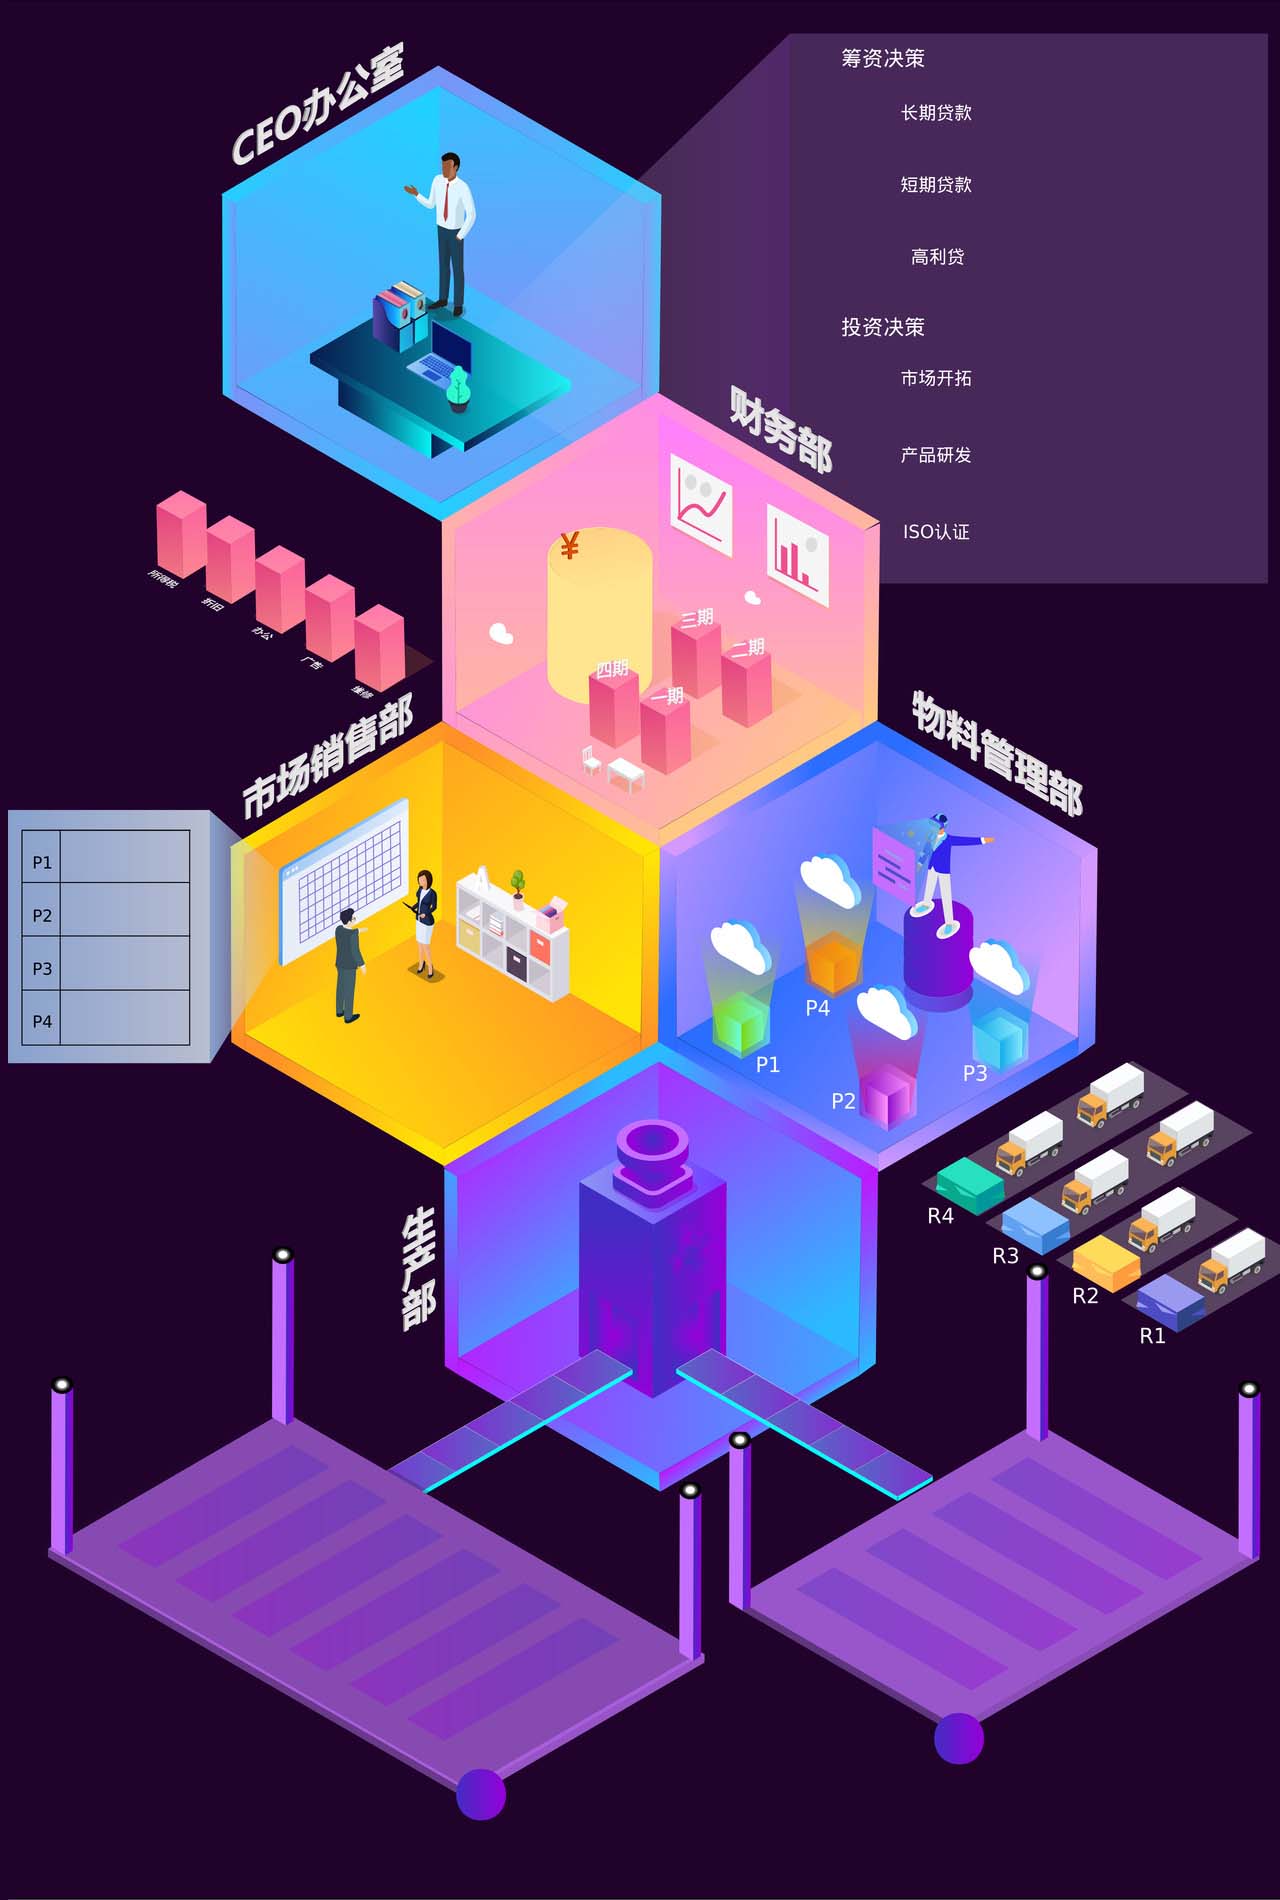 CEO办公室
筹资决策
长期贷款
短期贷款
高利贷
投资决策
市场开拓
产品研发
ISO认证
财务部
¥
三期
二期
四期
一期
所得税
折旧
办公
广告
维修
市场销售部
P1
P2
P3
P4
物料管理部
P4
P1
P3
P2
生产部
R4
R3
R2
R1